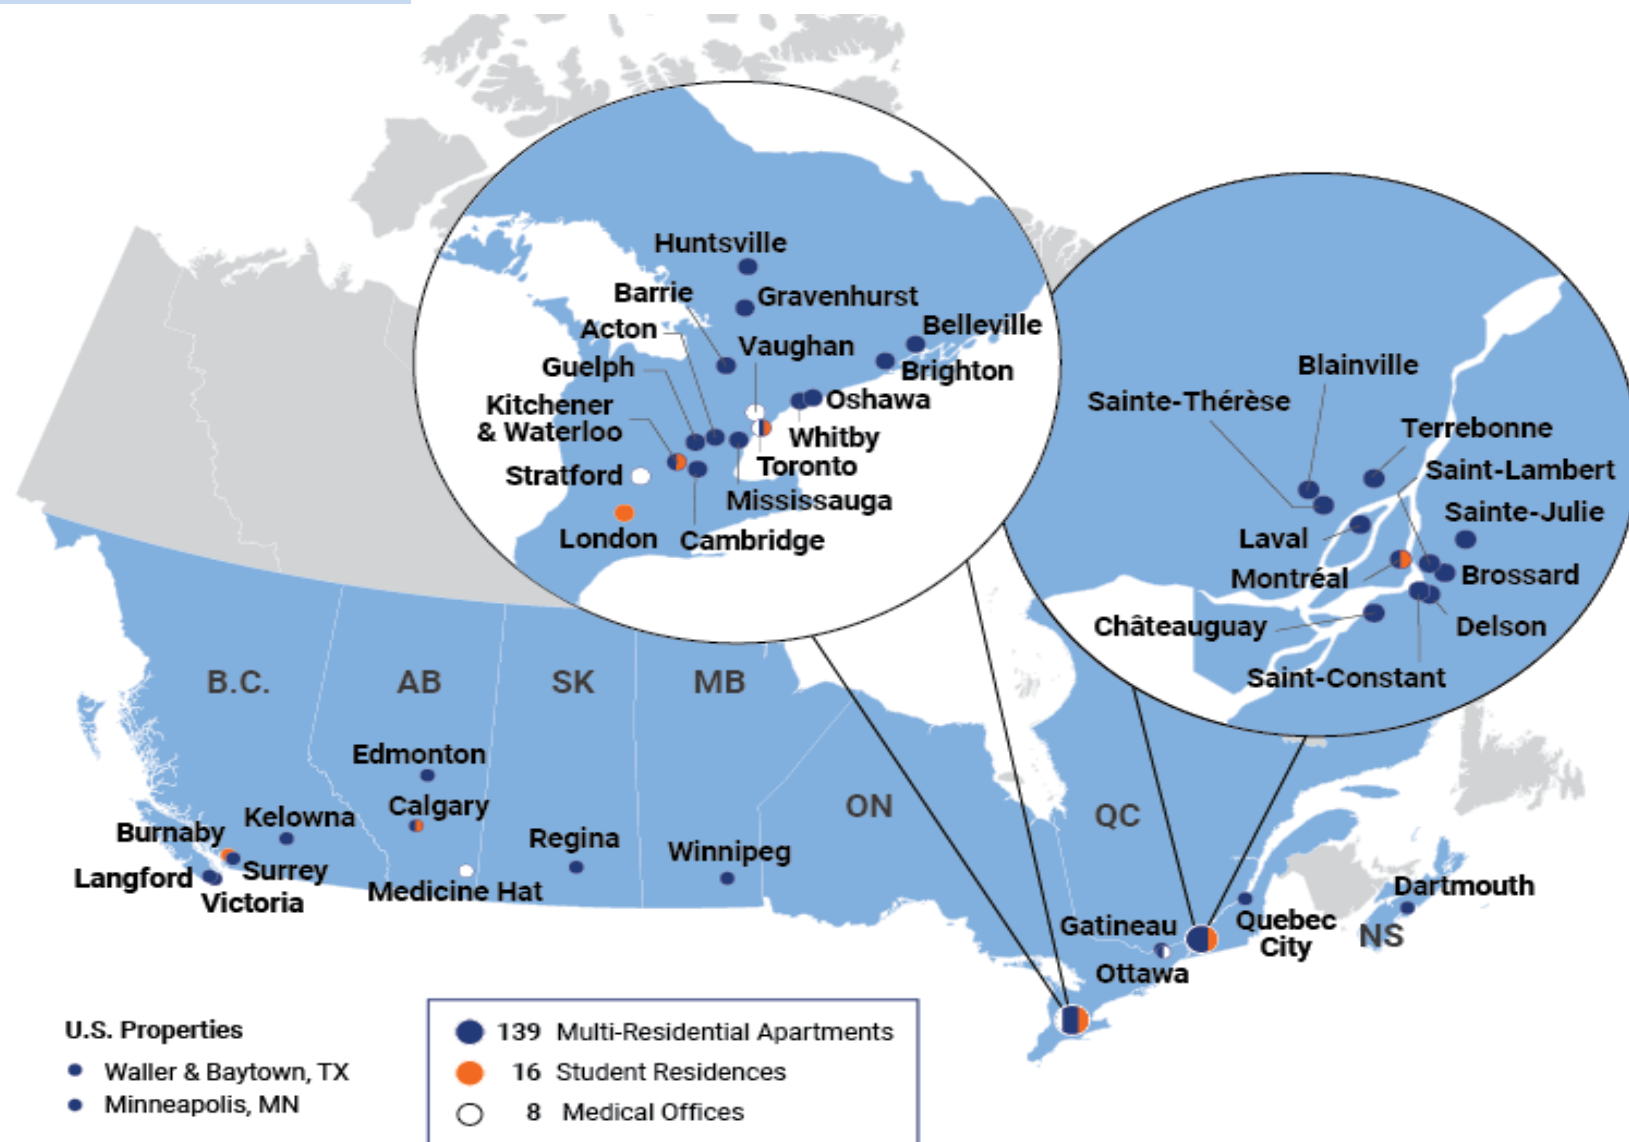 Huntsville
Barrie
Gravenhurst
Acton
Belleville
Vaughan
Guelph
Brighton
Kitchener
& Waterloo
Oshawa
Whitby
Stratford
Toronto
Mississauga
London
Cambridge
Blainville
Sainte-Thérèse
Terrebonne
Saint-Lambert
Sainte-Julie
Laval
Montréal
Brossard
Châteauguay
Delson
Saint-Constant
B.C.
AB
SK
MB
ON
QC
NS
Edmonton
Calgary
Kelowna
Burnaby
Surrey
Langford
Victoria
Medicine Hat
Regina
Winnipeg
Gatineau
Ottawa
Quebec
City
Dartmouth
U.S. Properties
Waller & Baytown, TX
Minneapolis, MN
139 Multi-Residential Apartments
16 Student Residences
8 Medical Offices